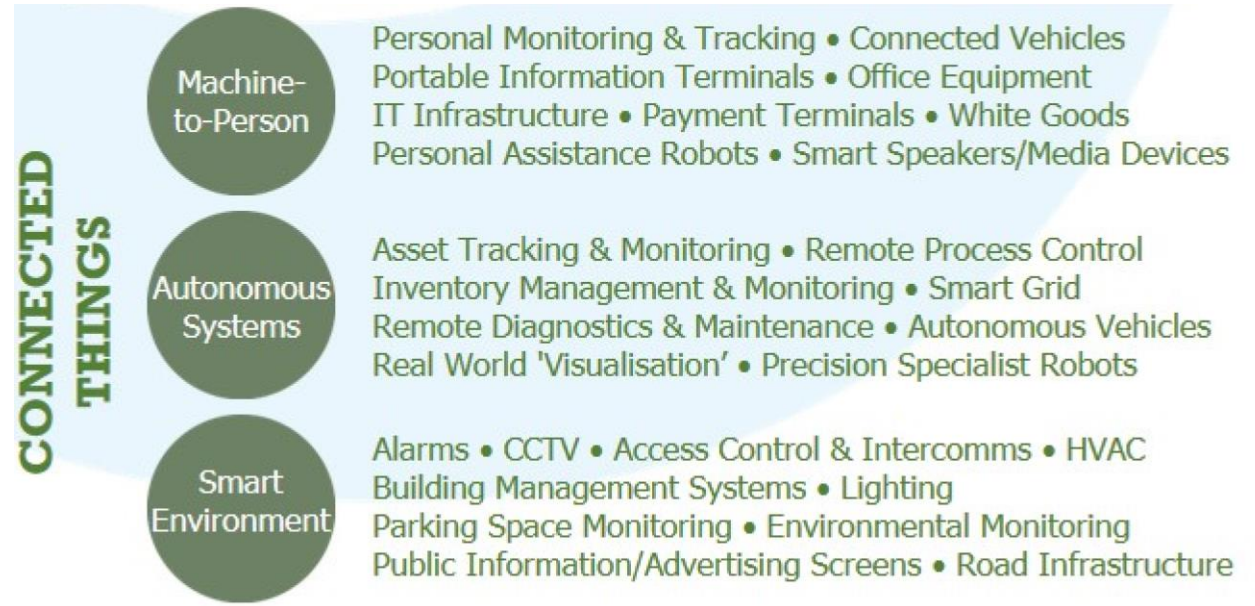 CONNECTED
THINGS
Machine-
to-Person
Personal Monitoring & Tracking • Connected Vehicles
Portable Information Terminals • Office Equipment
IT Infrastructure • Payment Terminals • White Goods
Personal Assistance Robots • Smart Speakers/Media Devices
Autonomous
Systems
Asset Tracking & Monitoring • Remote Process Control
Inventory Management & Monitoring • Smart Grid
Remote Diagnostics & Maintenance • Autonomous Vehicles
Real World 'Visualisation’ • Precision Specialist Robots
Smart
Environment
Alarms • CCTV • Access Control & Intercomms • HVAC
Building Management Systems • Lighting
Parking Space Monitoring • Environmental Monitoring
Public Information/Advertising Screens • Road Infrastructure